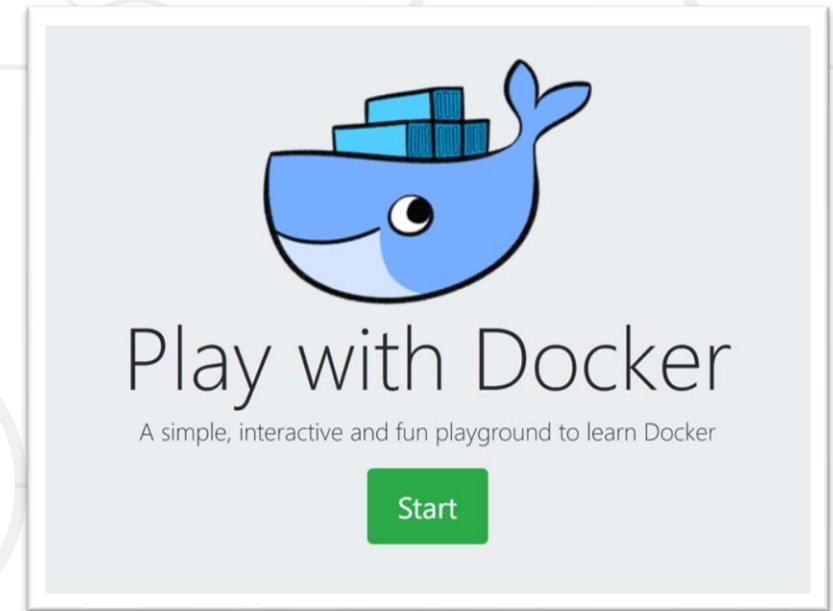 Play with Docker
A simple, interactive and fun playground to learn Docker
Start